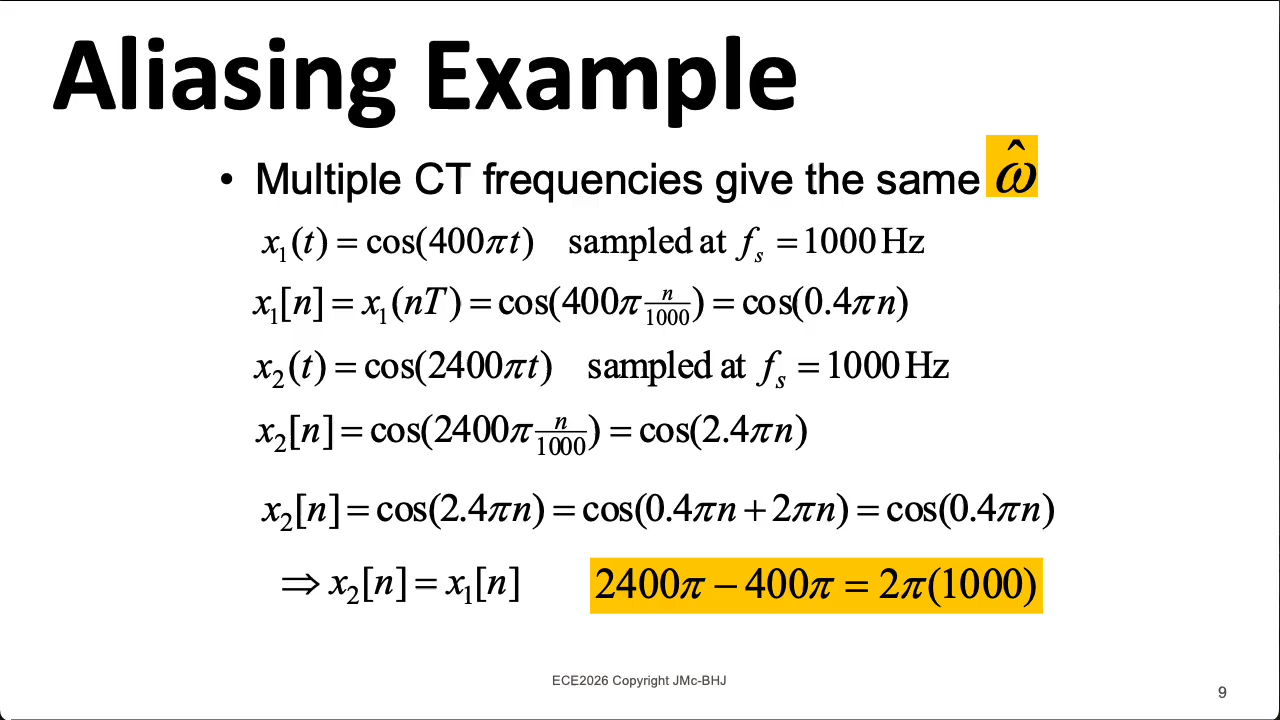 Aliasing Example
• Multiple CT frequencies give the same ω̂
x₁(t) = cos(400πt) sampled at fₛ = 1000 Hz
x₁[n] = x₁(nT) = cos(400π n/1000) = cos(0.4πn)
x₂(t) = cos(2400πt) sampled at fₛ = 1000 Hz
x₂[n] = cos(2400π n/1000) = cos(2.4πn)
x₂[n] = cos(2.4πn) = cos(0.4πn + 2πn) = cos(0.4πn)
⇒ x₂[n] = x₁[n] 2400π − 400π = 2π(1000)
ECE2026 Copyright JMc-BHJ
9